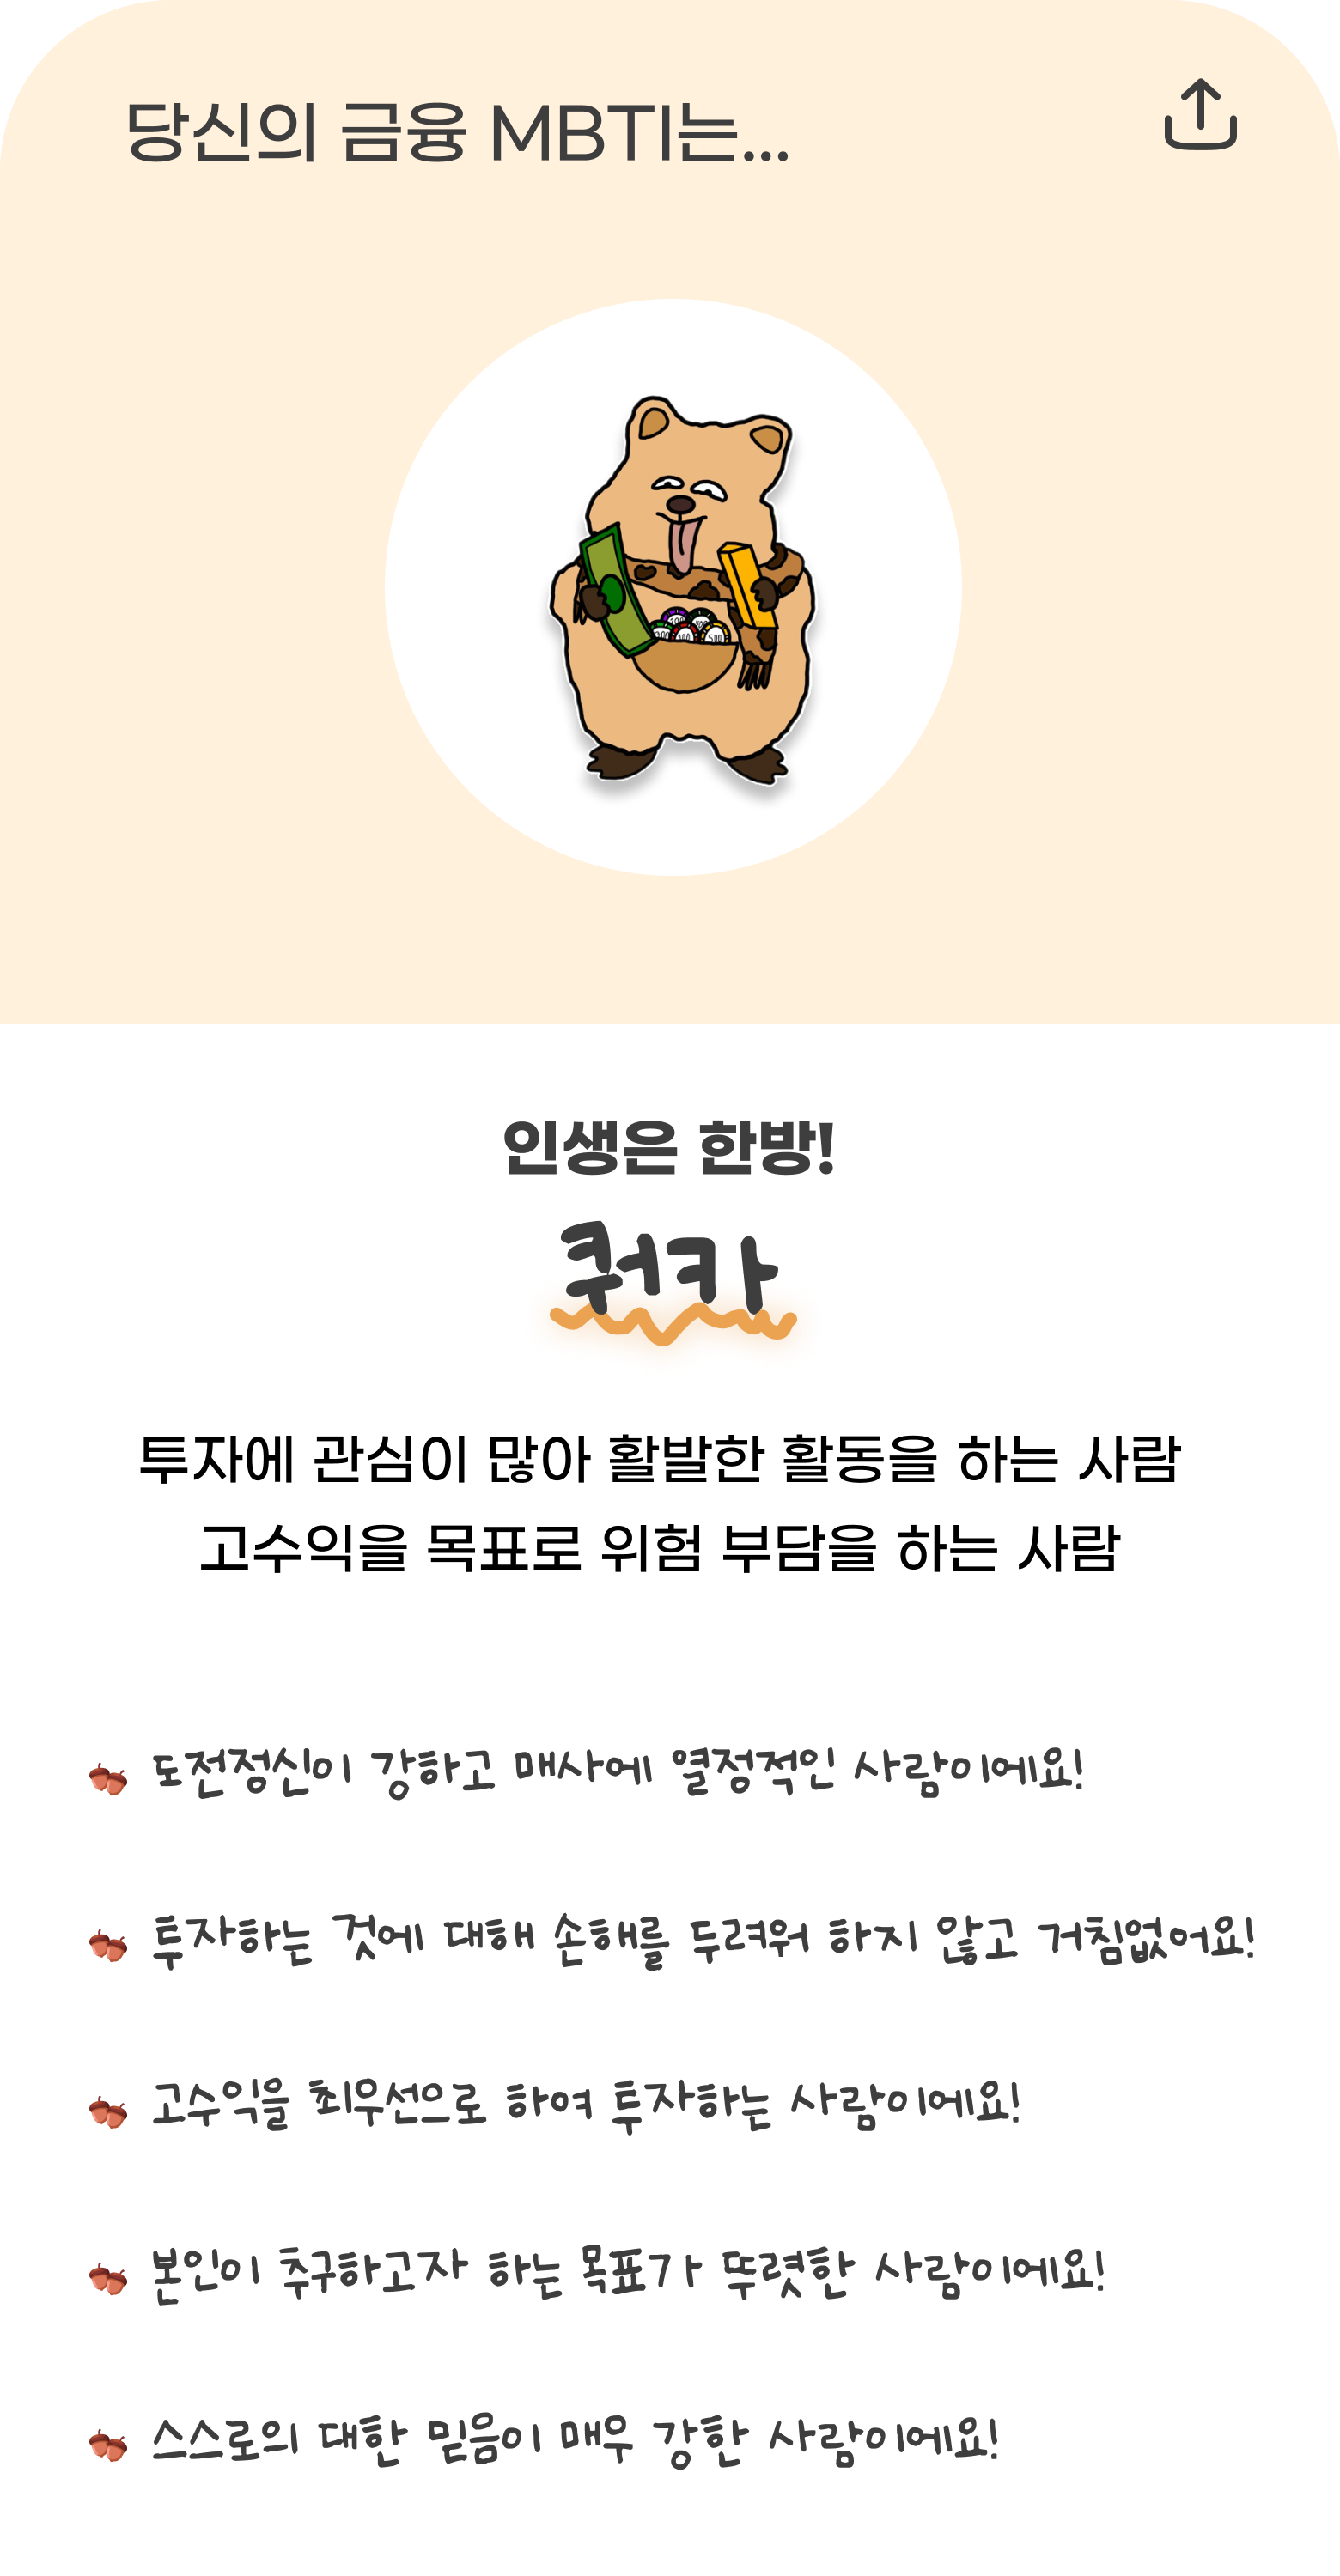 당신의 금융 MBTI는...
인생은 한방!
쿼카
투자에 관심이 많아 활발한 활동을 하는 사람
고수익을 목표로 위험 부담을 하는 사람
도전정신이 강하고 매사에 열정적인 사람이에요!
투자하는 것에 대해 손해를 두려워 하지 않고 거침없어요!
고수익을 최우선으로 하여 투자하는 사람이에요!
본인이 추구하고자 하는 목표가 뚜렷한 사람이에요!
스스로의 대한 믿음이 매우 강한 사람이에요!